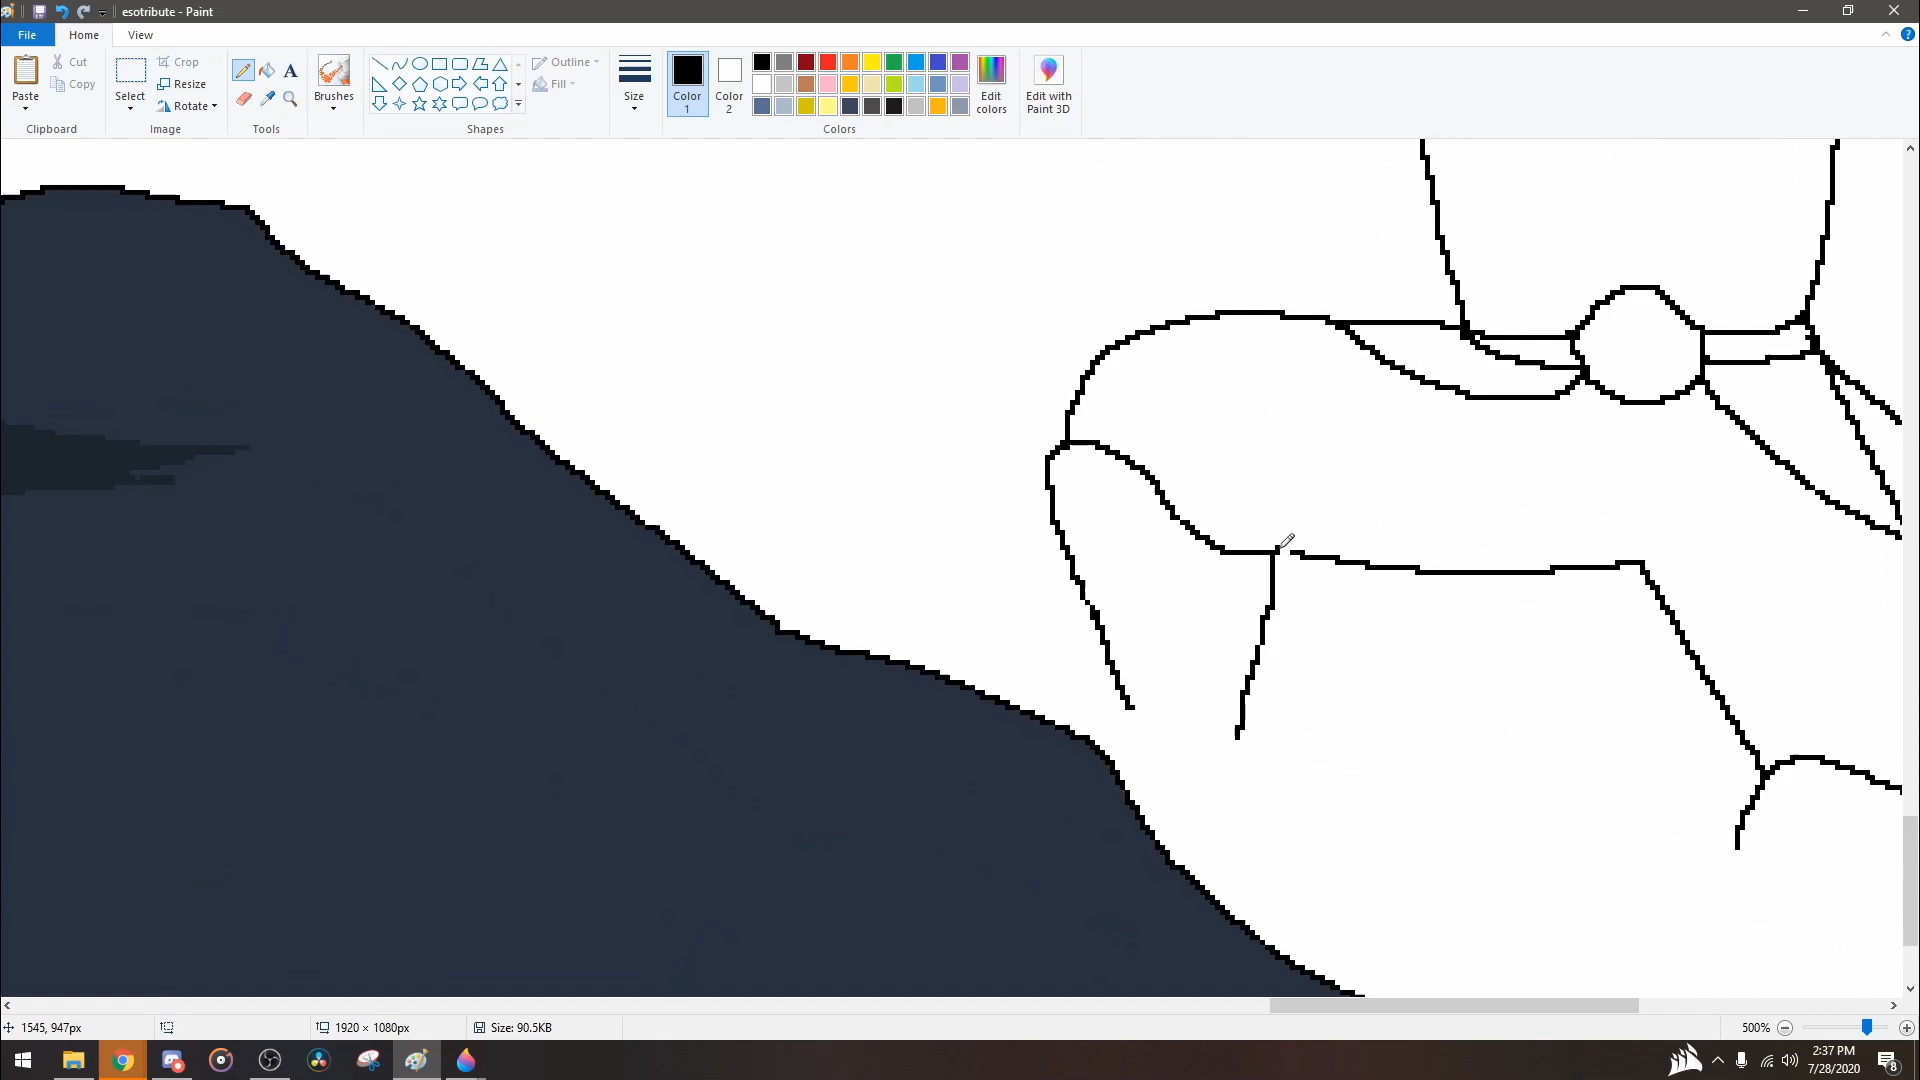 esotribute - Paint
File
Home
View
Paste
Cut
Copy
Clipboard
Select
Crop
Resize
Rotate
Image
A
Tools
Brushes
Shapes
Outline
Fill
Size
Color
1
Color
2
Colors
Edit
colors
Edit with
Paint 3D
?
1545, 947px
1920 × 1080px
Size: 90.5KB
500%
2:37 PM
7/28/2020
8